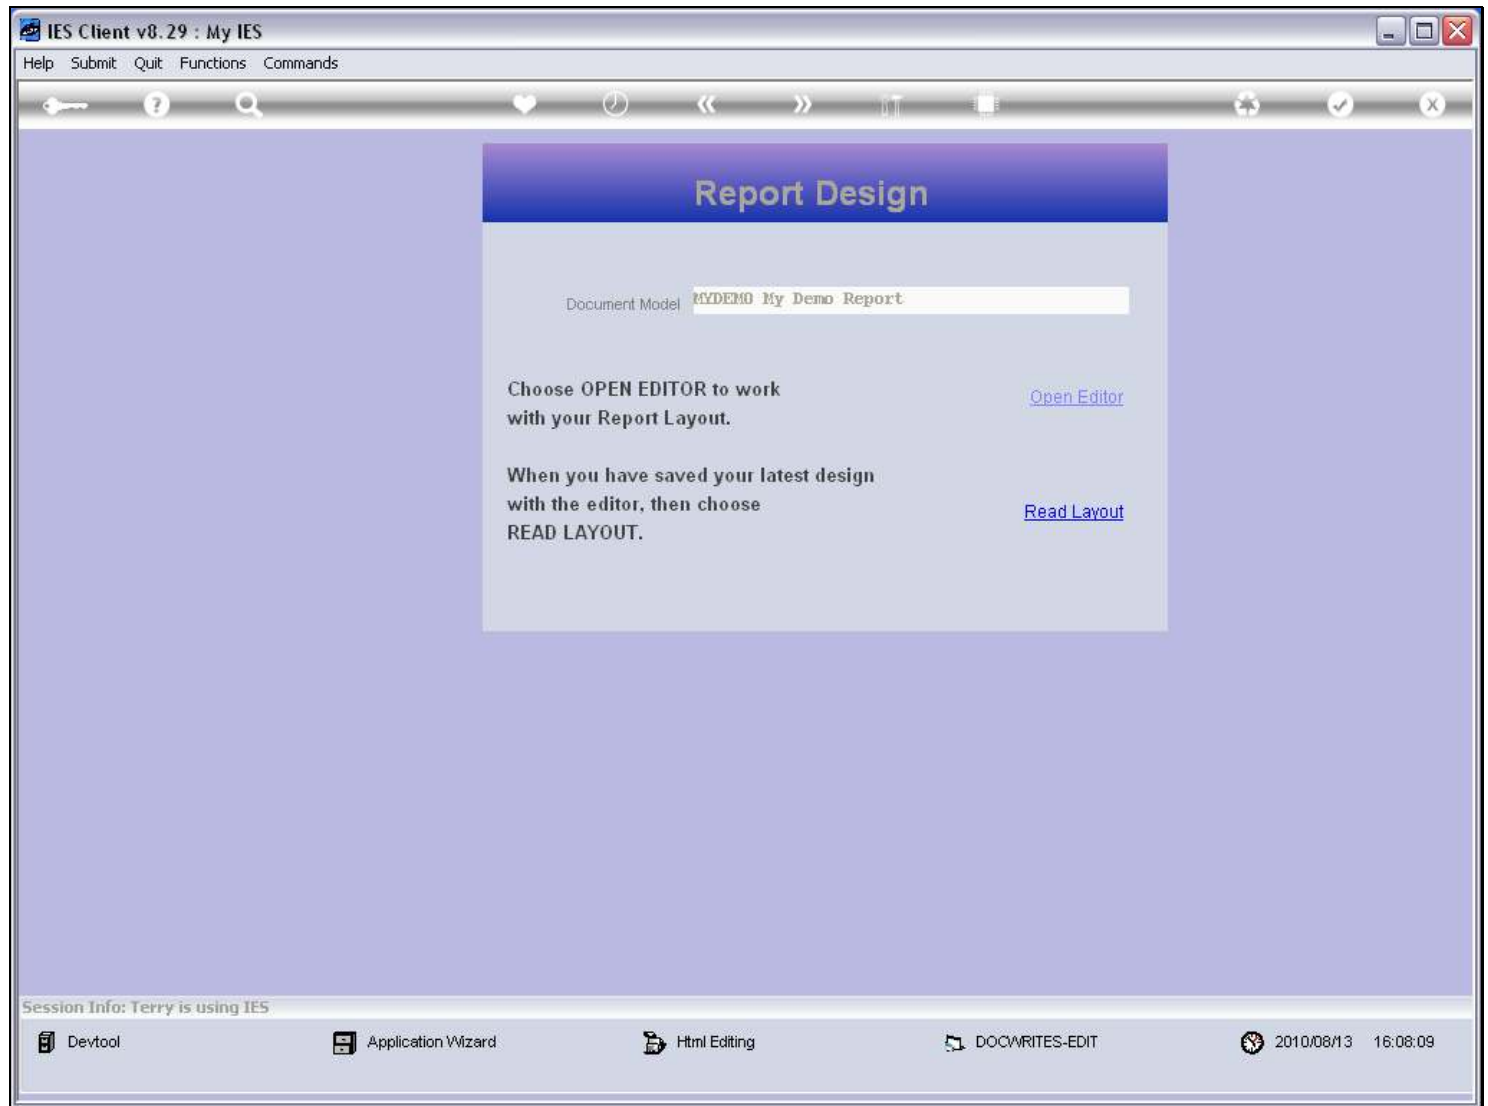 IES Client v8.29 : My IES
Help Submit Quit Functions Commands
Report Design
Document Model MYDEMO My Demo Report
Choose OPEN EDITOR to work
with your Report Layout.
Open Editor
When you have saved your latest design
with the editor, then choose
READ LAYOUT.
Read Layout
Session Info: Terry is using IES
Devtool Application Wizard Html Editing DOCWRITES-EDIT 2010/08/13 16:08:09